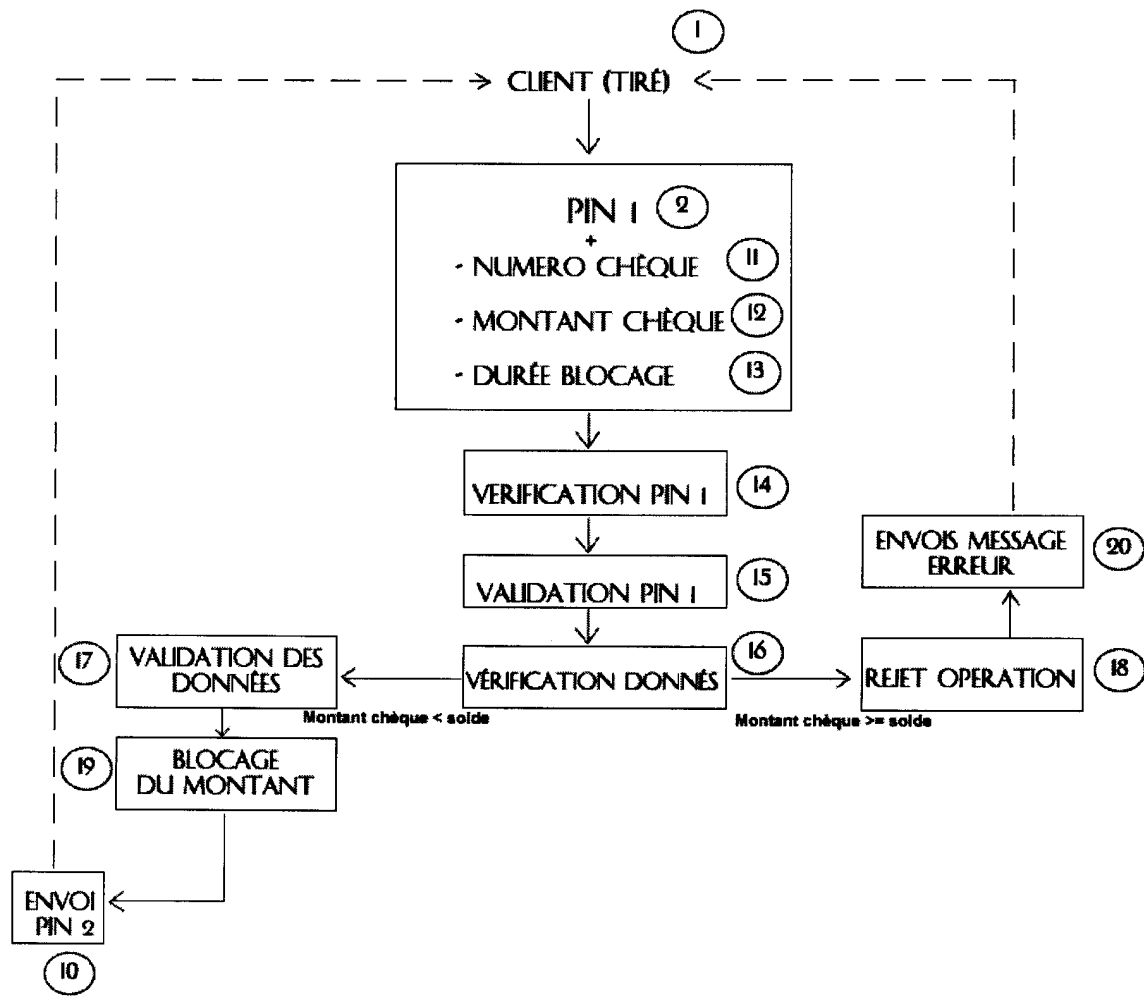 1
CLIENT (TIRÉ)
PIN 1 2
+
- NUMERO CHÈQUE 11
- MONTANT CHÈQUE 12
- DURÉE BLOCAGE 13
VERIFICATION PIN 1 14
VALIDATION PIN 1 15
ENVOIS MESSAGE
ERREUR
20
17
VALIDATION DES
DONNÉES
VÉRIFICATION DONNÉS
16
REJET OPERATION
18
Montant chèque < solde
Montant chèque >= solde
19
BLOCAGE
DU MONTANT
ENVOI
PIN 2
10